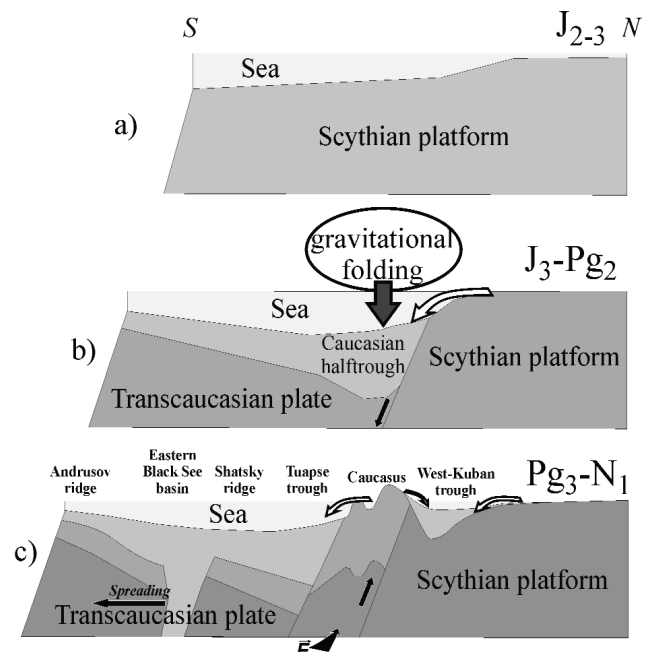 S
J2-3
N
Sea
a)
Scythian platform
gravitational
folding
J3-Pg2
Sea
Caucasian
halftrough
b)
Scythian platform
Transcaucasian plate
Eastern
Andrusov Black See Shatsky Tuapse Caucasus West-Kuban
ridge basin ridge trough trough
Pg3-N1
Sea
c)
Scythian platform
Spreading
Transcaucasian plate
F